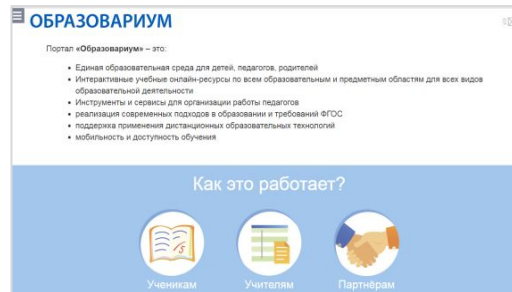 ОБРАЗОВАРИУМ
Портал «Образовариум» – это:
• Единая образовательная среда для детей, педагогов, родителей
• Интерактивные учебные онлайн-ресурсы по всем образовательным и предметным областям для всех видов
образовательной деятельности
• Инструменты и сервисы для организации работы педагогов
• реализация современных подходов в образовании и требований ФГОС
• поддержка применения дистанционных образовательных технологий
• мобильность и доступность обучения
Как это работает?
Ученикам Учителям Партнёрам